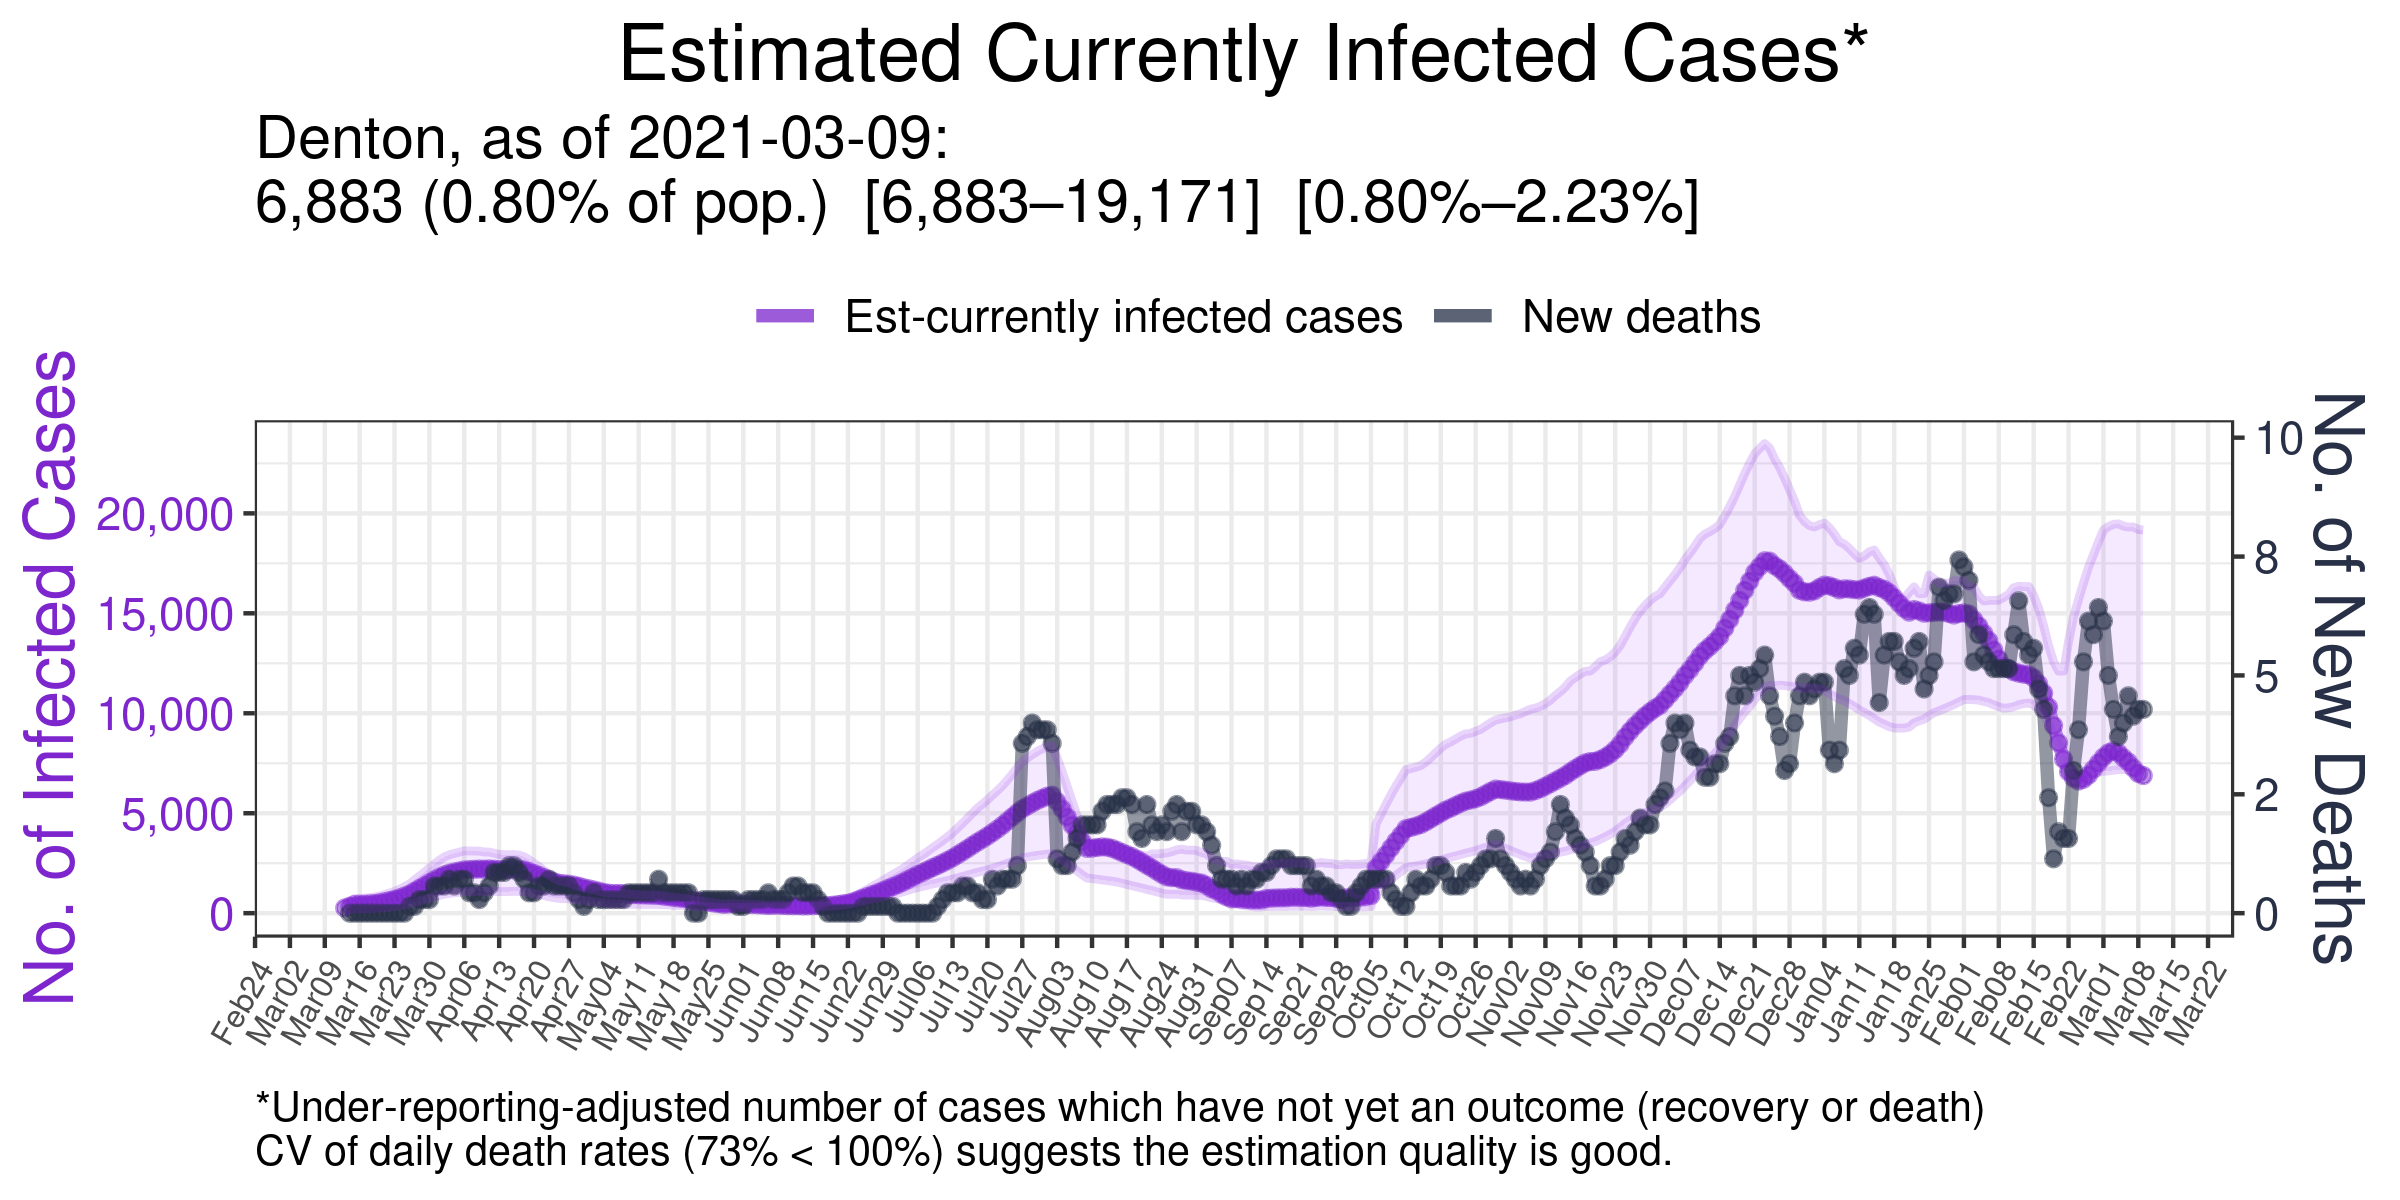 Estimated Currently Infected Cases*
Denton, as of 2021-03-09:
6,883 (0.80% of pop.)  [6,883–19,171]  [0.80%–2.23%]
Est-currently infected cases
New deaths
No. of Infected Cases
20,000
15,000
10,000
5,000
0
10
8
5
2
0
No. of New Deaths
Feb24
Mar02
Mar09
Mar16
Mar23
Mar30
Apr06
Apr13
Apr20
Apr27
May04
May11
May18
May25
Jun01
Jun08
Jun15
Jun22
Jun29
Jul06
Jul13
Jul20
Jul27
Aug03
Aug10
Aug17
Aug24
Aug31
Sep07
Sep14
Sep21
Sep28
Oct05
Oct12
Oct19
Oct26
Nov02
Nov09
Nov16
Nov23
Nov30
Dec07
Dec14
Dec21
Dec28
Jan04
Jan11
Jan18
Jan25
Feb01
Feb08
Feb15
Feb22
Mar01
Mar08
Mar15
Mar22
*Under-reporting-adjusted number of cases which have not yet an outcome (recovery or death)
CV of daily death rates (73% < 100%) suggests the estimation quality is good.